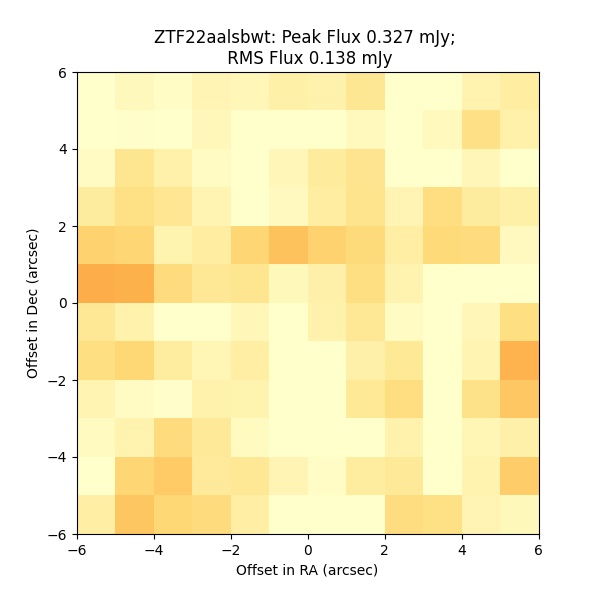 ZTF22aalsbwt: Peak Flux 0.327 mJy;
RMS Flux 0.138 mJy
6
4
2
0
−2
−4
−6
Offset in Dec (arcsec)
−6 −4 −2 0 2 4 6
Offset in RA (arcsec)